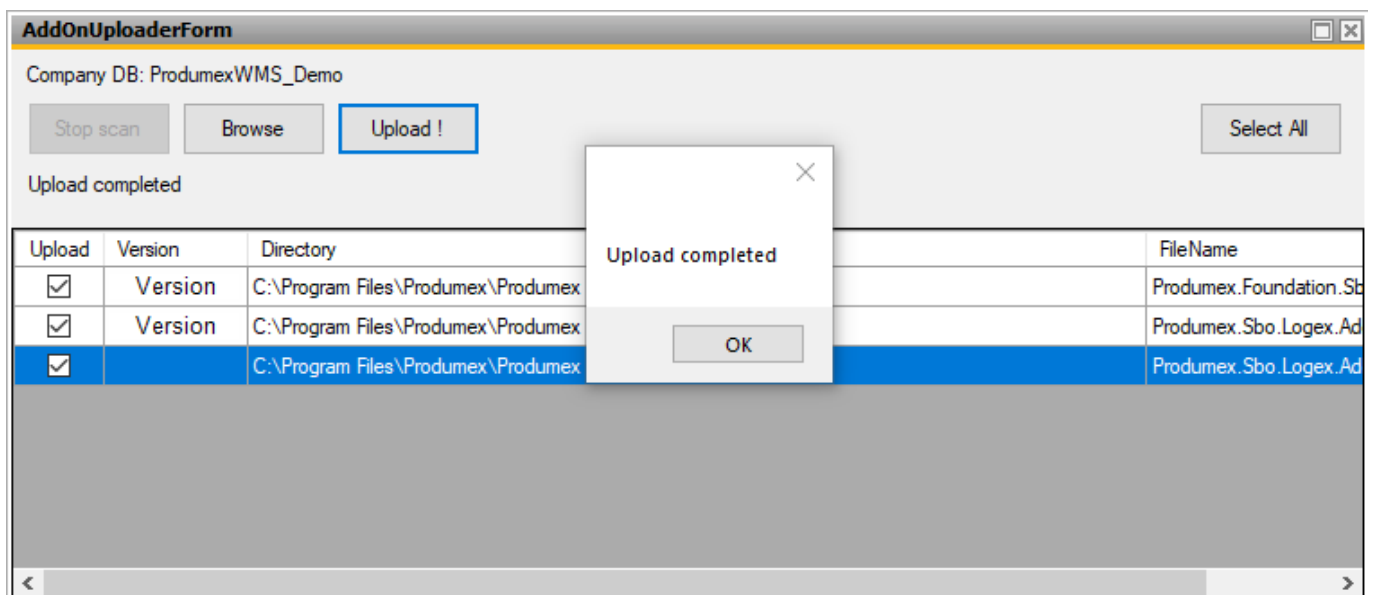 AddOnUploaderForm
Company DB: ProdumexWMS_Demo
Stop scan Browse Upload ! Select All
Upload completed
Upload Version Directory FileName
Version C:\Program Files\Produmex\Produmex Produmex.Foundation.Sb
Version C:\Program Files\Produmex\Produmex Produmex.Sbo.Logex.Ad
C:\Program Files\Produmex\Produmex Produmex.Sbo.Logex.Ad
Upload completed
OK